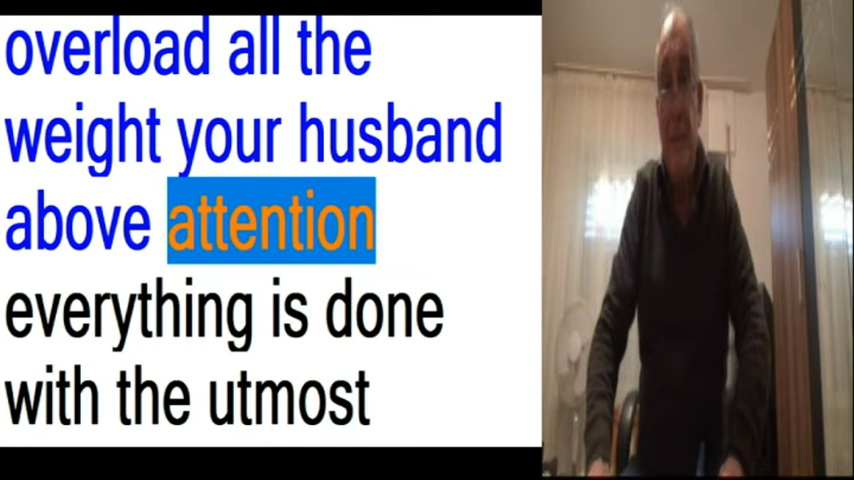 overload all the
weight your husband
above attention
everything is done
with the utmost